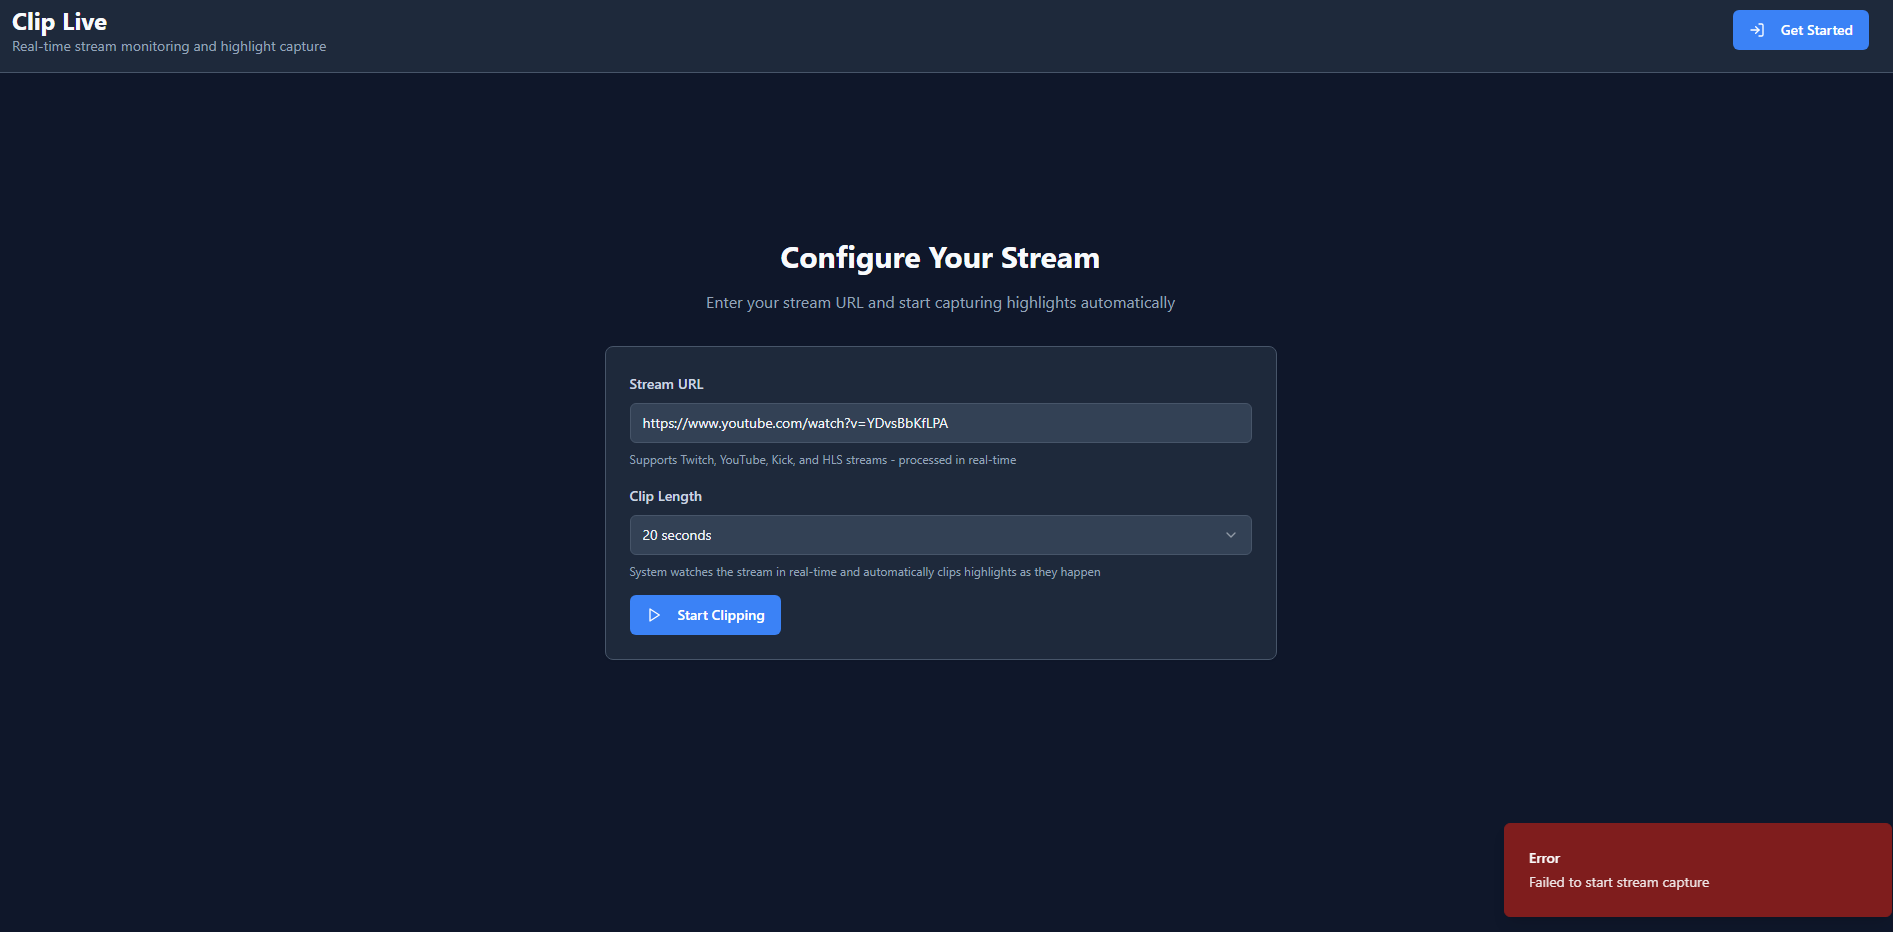 Clip Live
Real-time stream monitoring and highlight capture
Get Started
Configure Your Stream
Enter your stream URL and start capturing highlights automatically
Stream URL
https://www.youtube.com/watch?v=YDvsBbKfLPA
Supports Twitch, YouTube, Kick, and HLS streams - processed in real-time
Clip Length
20 seconds
System watches the stream in real-time and automatically clips highlights as they happen
Start Clipping
Error
Failed to start stream capture